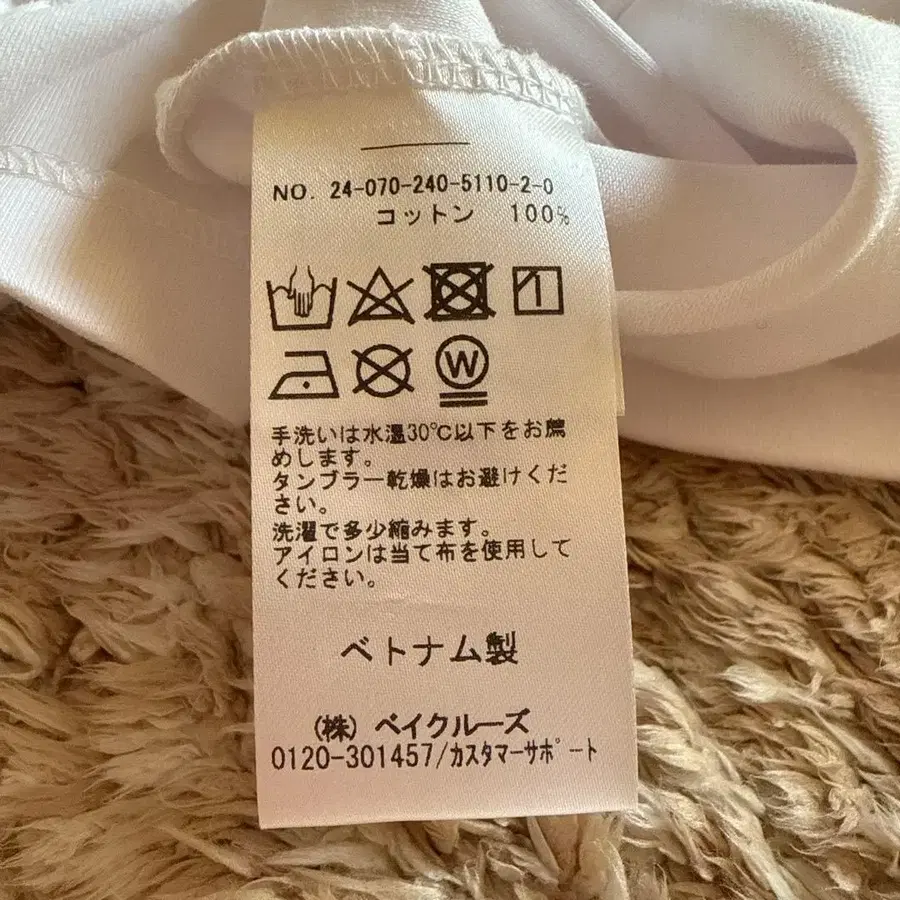 NO. 24-070-240-5110-2-0
コットン 100%
W
手洗いは水温30℃以下をお薦
めします。
タンブラー乾燥はお避けくだ
さい。
洗濯で多少縮みます。
アイロンは当て布を使用して
ください。
ベトナム製
(株) ベイクルーズ
0120-301457/カスタマーサポート